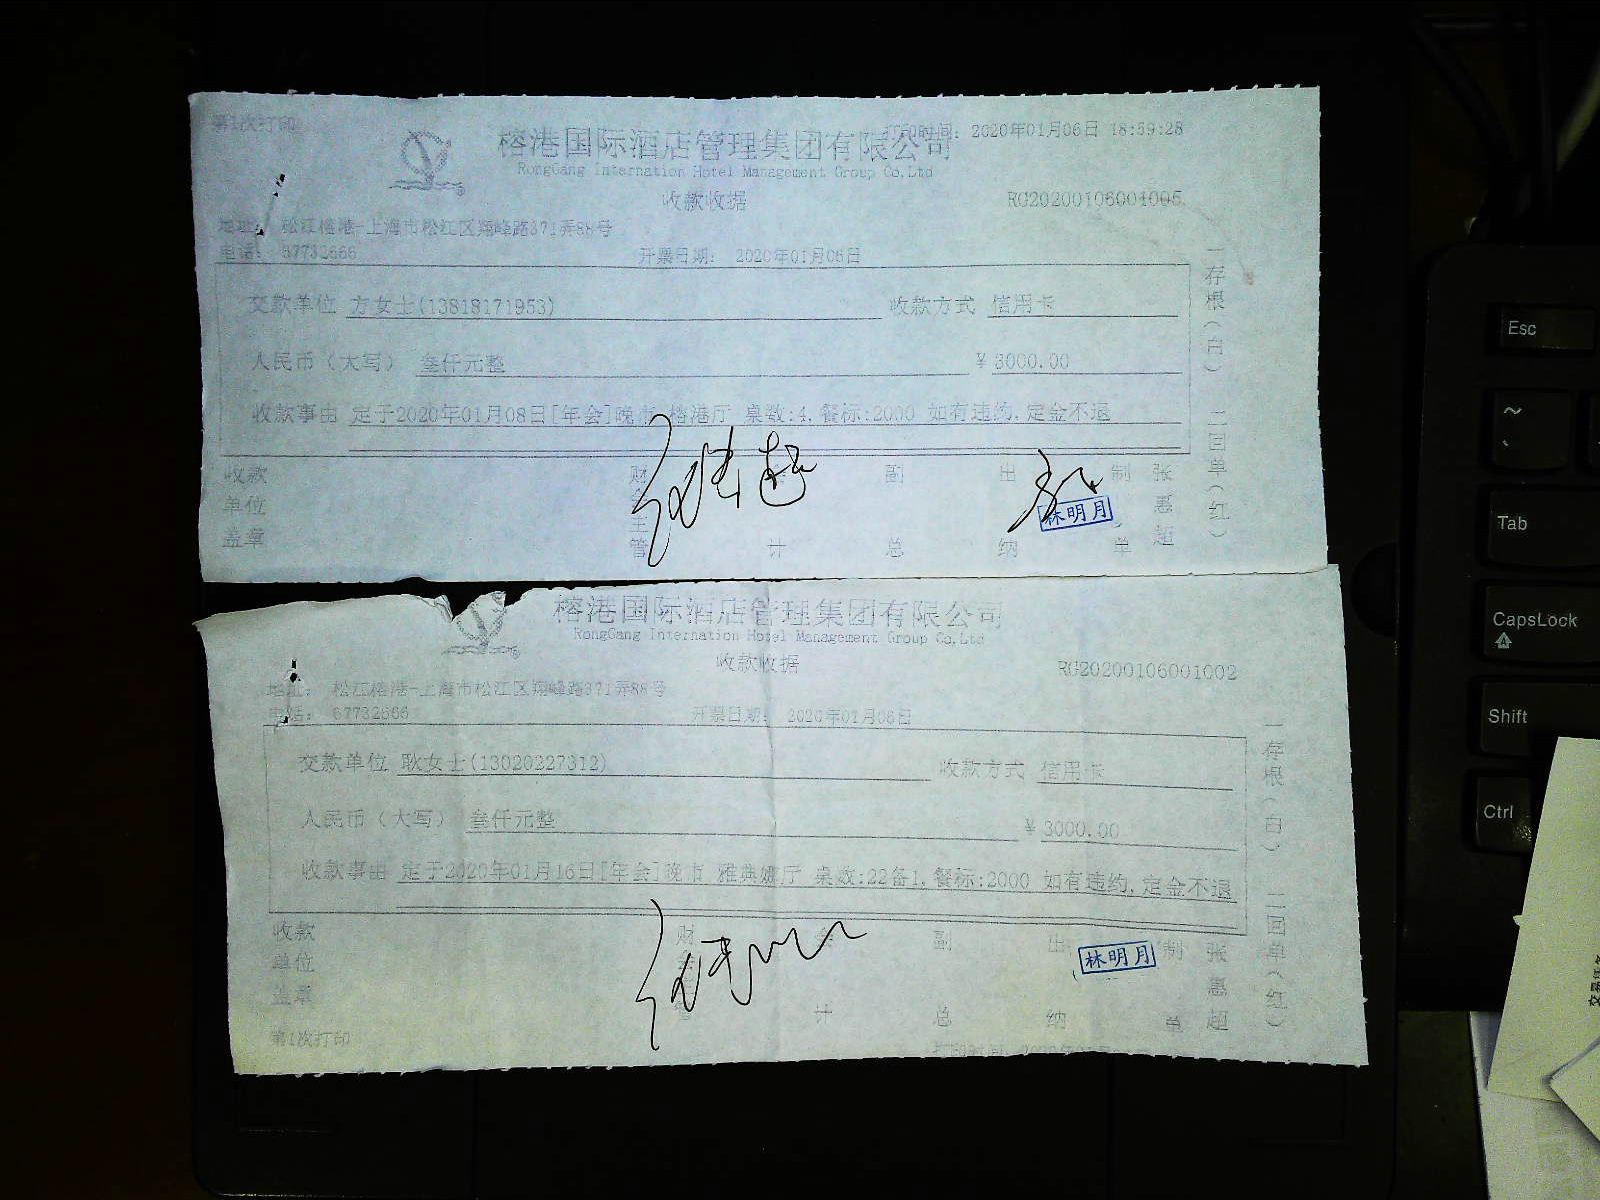 第1次打印
打印时间: 2020年01月06日 18:59:28
榕港国际酒店管理集团有限公司
RongGang Internation Hotel Management Group Co,Ltd
收款收据
RG20200106001005
地址: 松江榕港-上海市松江区翔峰路371弄88号
电话: 67732666
开票日期: 2020年01月06日
交款单位 方女士(13818171953) 收款方式 信用卡
人民币（大写） 叁仟元整 ￥3000.00
收款事由 定于2020年01月08日[年会]晚市 榕港厅 桌数:4,餐标:2000 如有违约,定金不退
收款单位盖章 财 主管 计 副总 出纳 制单 张惠超
林明月
一存根(白) 二回单(红)
榕港国际酒店管理集团有限公司
RongGang Internation Hotel Management Group Co,Ltd
收款收据
RG20200106001002
地址: 松江榕港-上海市松江区翔峰路371弄88号
电话: 67732666
开票日期: 2020年01月06日
交款单位 耿女士(13020227312) 收款方式 信用卡
人民币（大写） 叁仟元整 ￥3000.00
收款事由 定于2020年01月16日[年会]晚市 雅典娜厅 桌数:22备1,餐标:2000 如有违约,定金不退
收款单位盖章 财 会计 副总 出纳 制单 张惠超
林明月
一存根(白) 二回单(红)
第1次打印
打印时间: 2020年01月
Esc
~
Tab
CapsLock
Shift
Ctrl